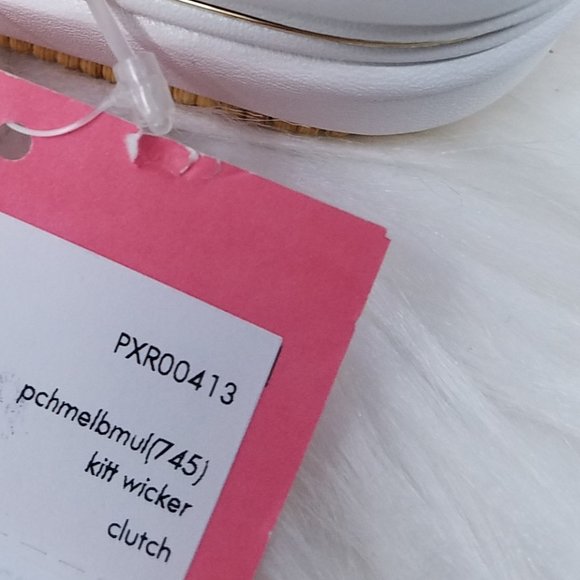 PXR00413
pchmelbmul(745)
kitt wicker
clutch